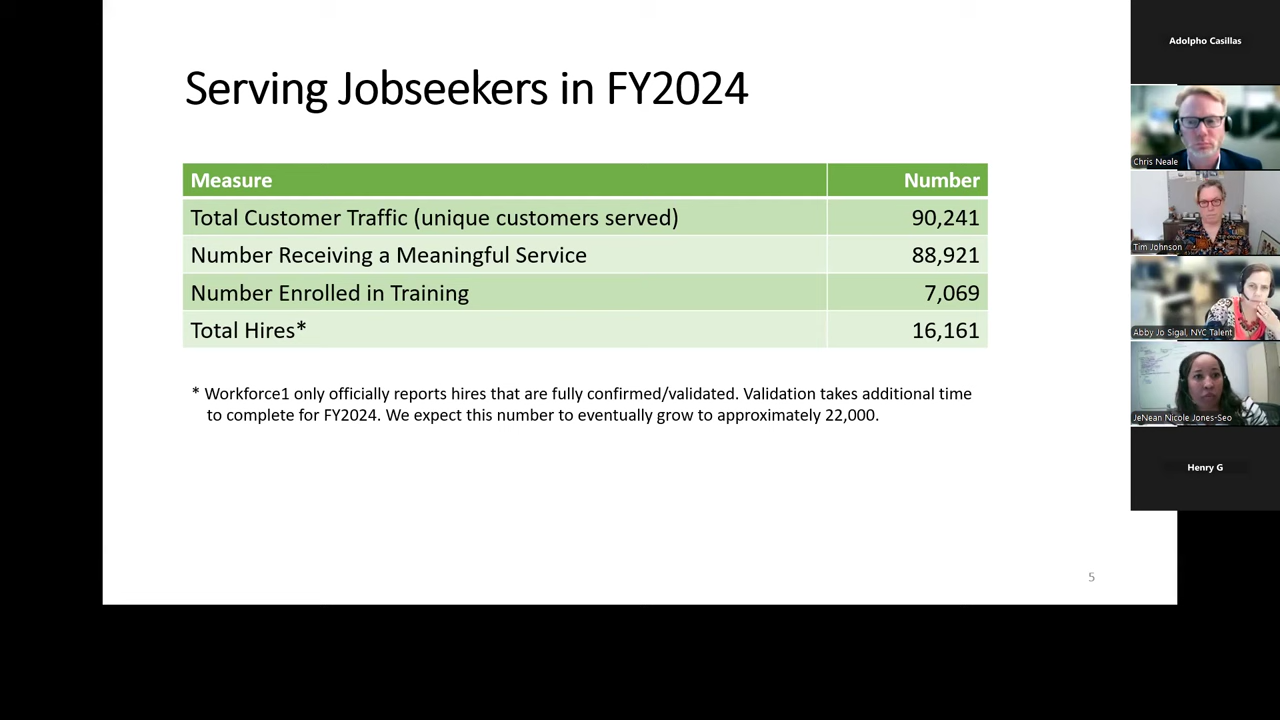 Serving Jobseekers in FY2024
Measure Number
Total Customer Traffic (unique customers served) 90,241
Number Receiving a Meaningful Service 88,921
Number Enrolled in Training 7,069
Total Hires* 16,161
* Workforce1 only officially reports hires that are fully confirmed/validated. Validation takes additional time
to complete for FY2024. We expect this number to eventually grow to approximately 22,000.
5
Adolpho Casillas
Chris Neale
Tim Johnson
Abby Jo Sigal, NYC Talent
JeNean Nicole Jones-Seo
Henry G